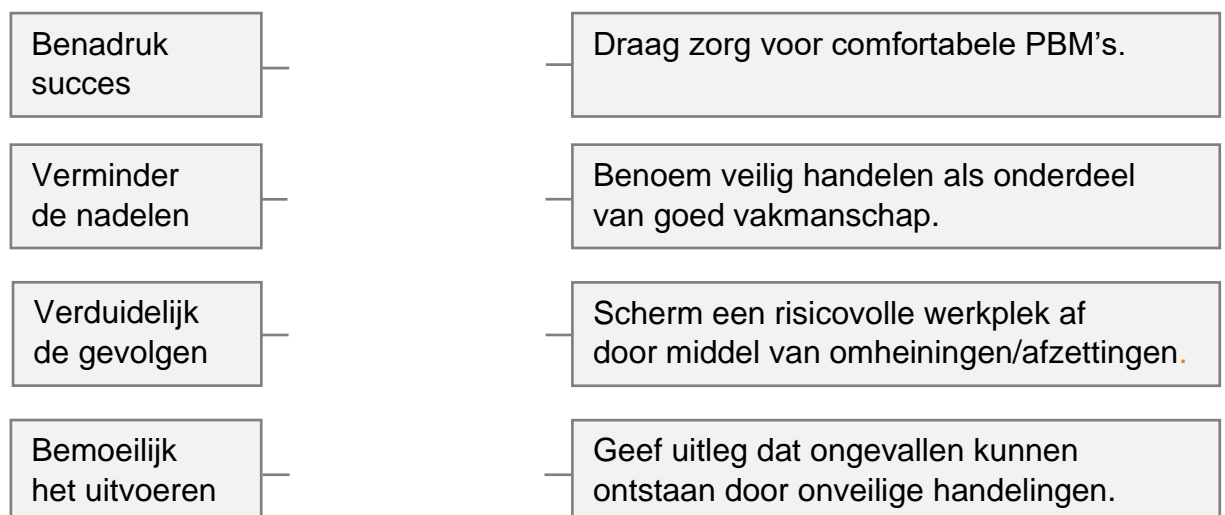 Benadruk
succes
Draag zorg voor comfortabele PBM’s.
Verminder
de nadelen
Benoem veilig handelen als onderdeel
van goed vakmanschap.
Verduidelijk
de gevolgen
Scherm een risicovolle werkplek af
door middel van omheiningen/afzettingen.
Bemoeilijk
het uitvoeren
Geef uitleg dat ongevallen kunnen
ontstaan door onveilige handelingen.